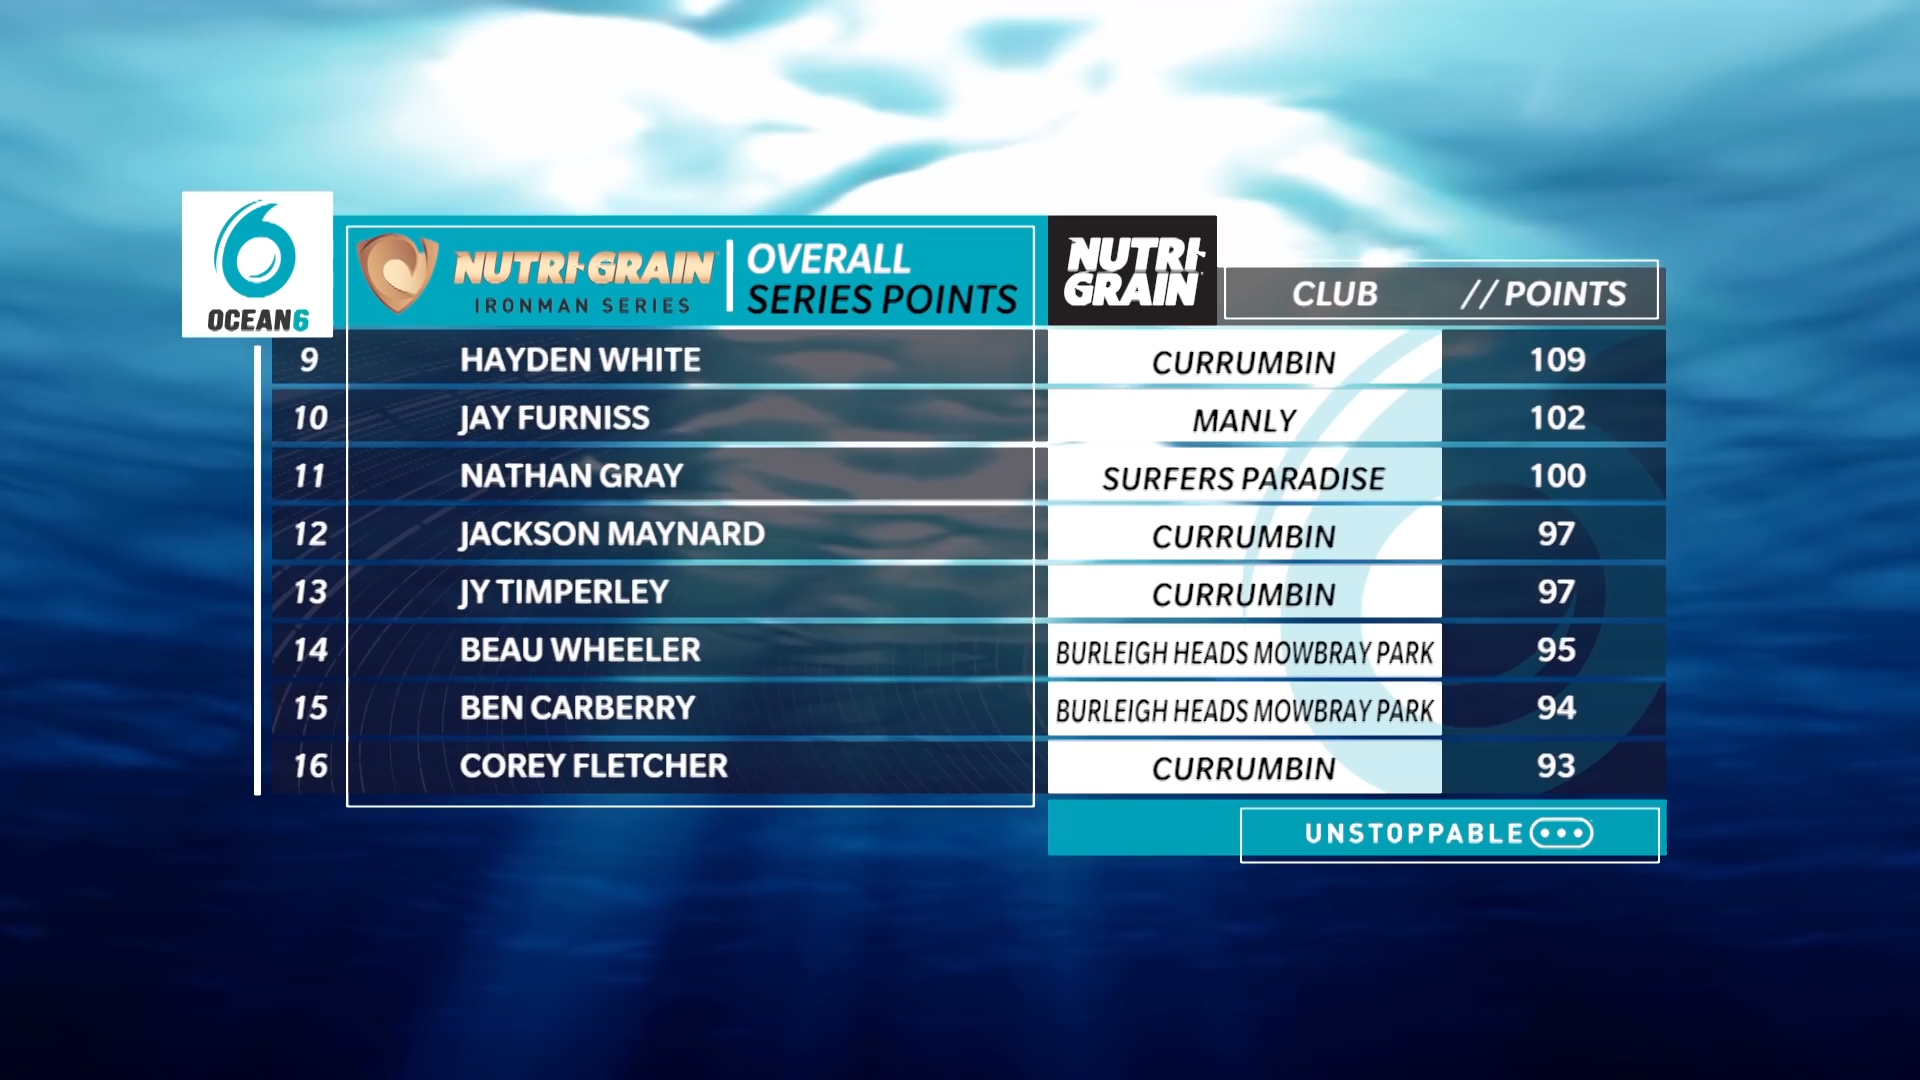 OCEAN6
NUTRI-GRAIN
IRONMAN SERIES
OVERALL
SERIES POINTS
NUTRI-
GRAIN
CLUB // POINTS
9 HAYDEN WHITE CURRUMBIN 109
10 JAY FURNISS MANLY 102
11 NATHAN GRAY SURFERS PARADISE 100
12 JACKSON MAYNARD CURRUMBIN 97
13 JY TIMPERLEY CURRUMBIN 97
14 BEAU WHEELER BURLEIGH HEADS MOWBRAY PARK 95
15 BEN CARBERRY BURLEIGH HEADS MOWBRAY PARK 94
16 COREY FLETCHER CURRUMBIN 93
UNSTOPPABLE